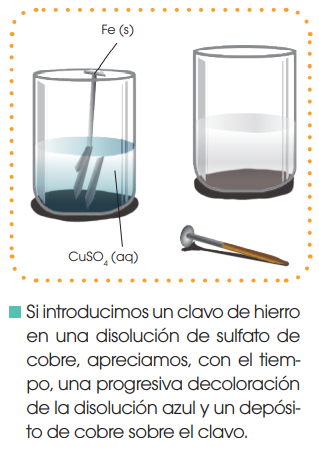 Fe (s)
CuSO4 (aq)
Si introducimos un clavo de hierro
en una disolución de sulfato de
cobre, apreciamos, con el tiem-
po, una progresiva decoloración
de la disolución azul y un depósi-
to de cobre sobre el clavo.